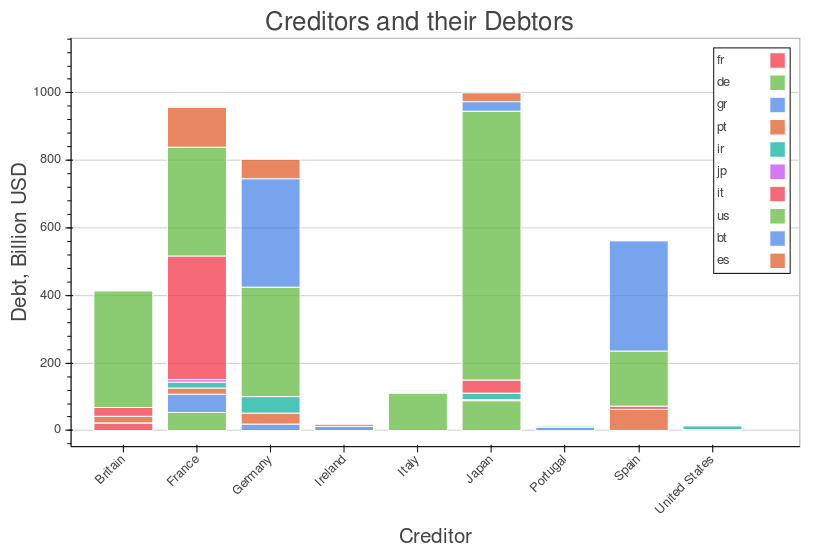 Creditors and their Debtors
Debt, Billion USD
1000
800
600
400
200
0
fr
de
gr
pt
ir
jp
it
us
bt
es
Britain
France
Germany
Ireland
Italy
Japan
Portugal
Spain
United States
Creditor